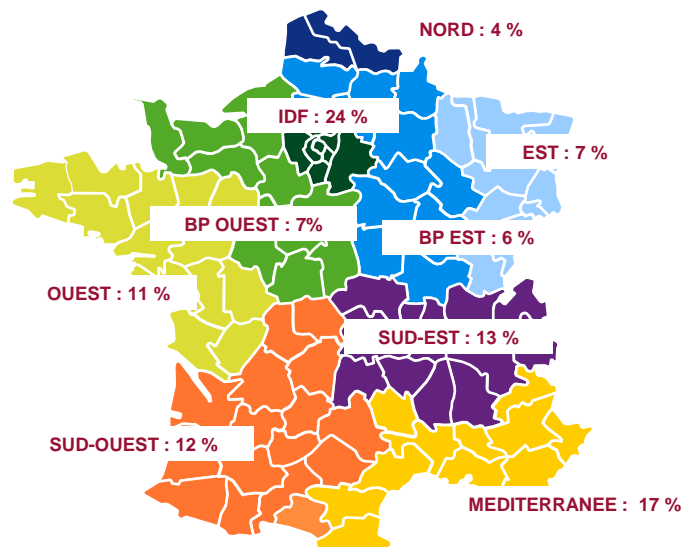 NORD : 4 %
IDF : 24 %
EST : 7 %
BP OUEST : 7%
BP EST : 6 %
OUEST : 11 %
SUD-EST : 13 %
SUD-OUEST : 12 %
MEDITERRANEE : 17 %